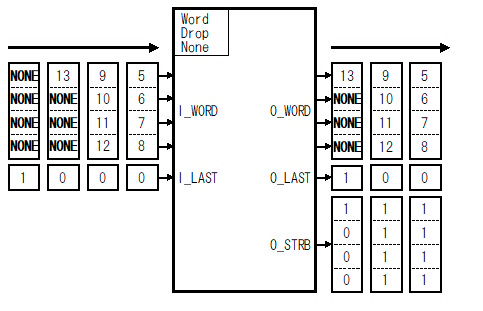 Word
Drop
None
NONE 13 9 5 13 9 5
NONE NONE 10 6 NONE 10 6
I_WORD O_WORD
NONE NONE 11 7 NONE 11 7
NONE NONE 12 8 NONE 12 8
1 0 0 0 I_LAST O_LAST 1 0 0
1 1 1
0 1 1
O_STRB
0 1 1
0 1 1